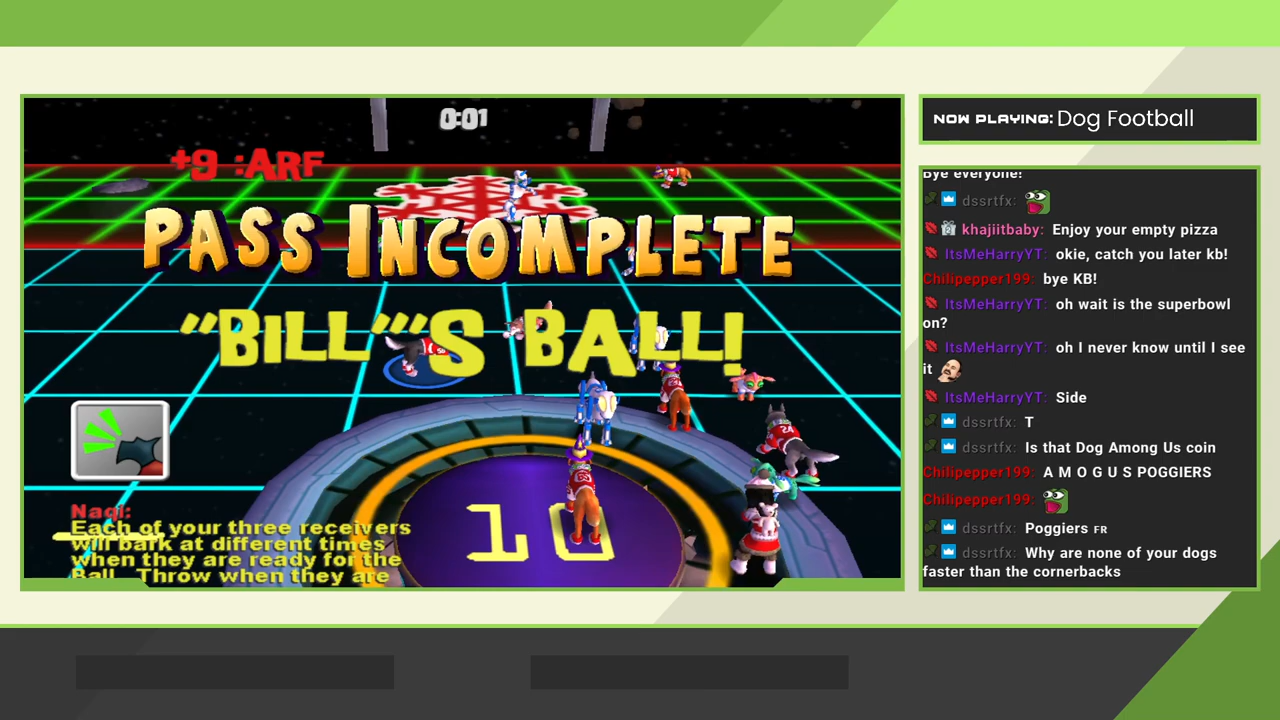 NOW PLAYING: Dog Football
0:01
+9 :ARF
PASS INCOMPLETE
"BILL"'S BALL!
24
10
Naqi:
Each of your three receivers
will bark at different times
when they are ready for the
Ball. Throw when they are
Bye everyone!
dssrtfx:
khajiitbaby: Enjoy your empty pizza
ItsMeHarryYT: okie, catch you later kb!
Chilipepper199: bye KB!
ItsMeHarryYT: oh wait is the superbowl
on?
ItsMeHarryYT: oh I never know until I see
it
ItsMeHarryYT: Side
dssrtfx: T
dssrtfx: Is that Dog Among Us coin
Chilipepper199: A M O G U S POGGIERS
Chilipepper199:
dssrtfx: Poggiers ꜰʀ
dssrtfx: Why are none of your dogs
faster than the cornerbacks